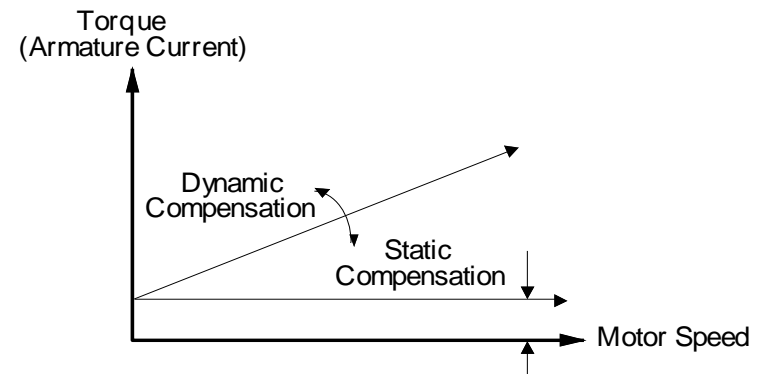 Torque
(Armature Current)
Dynamic
Compensation
Static
Compensation
Motor Speed